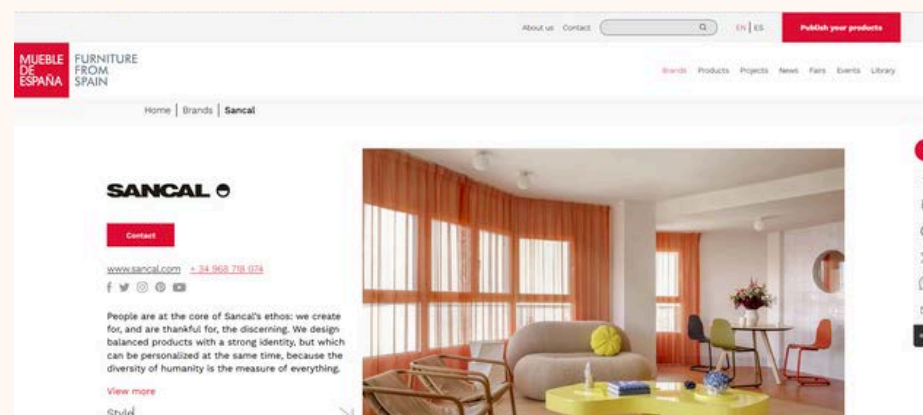 About us Contact
EN | ES
Publish your products
MUEBLE
DE
ESPAÑA
FURNITURE
FROM
SPAIN
Brands Products Projects News Fairs Events Library
Home | Brands | Sancal
SANCAL
Contact
www.sancal.com + 34 968 718 074
People are at the core of Sancal's ethos: we create
for, and are thankful for, the discerning. We design
balanced products with a strong identity, but which
can be personalized at the same time, because the
diversity of humanity is the measure of everything.
View more
Style